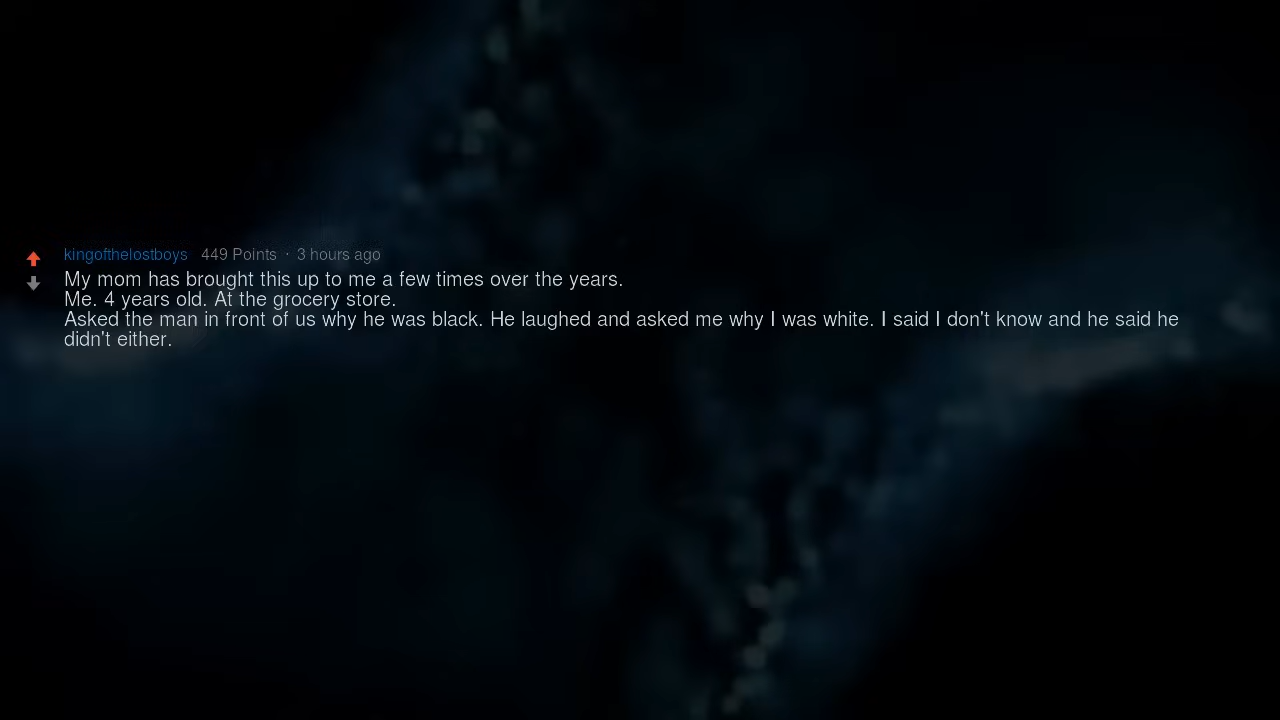 kingofthelostboys 449 Points · 3 hours ago
My mom has brought this up to me a few times over the years.
Me. 4 years old. At the grocery store.
Asked the man in front of us why he was black. He laughed and asked me why I was white. I said I don't know and he said he
didn't either.